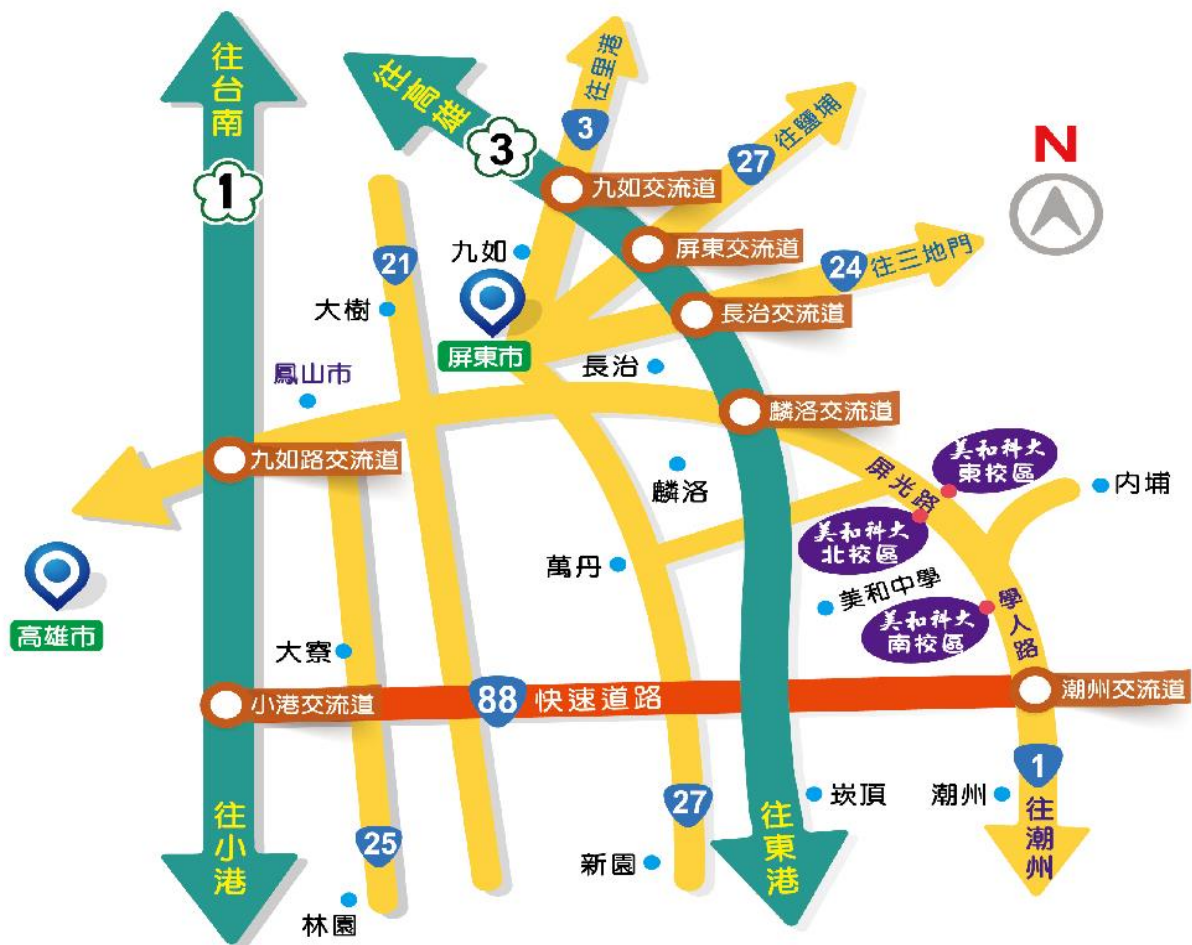 往台南
1
往高雄
3
往里港
3
往鹽埔
27
N
九如交流道
屏東交流道
24
往三地門
長治交流道
21
九如
大樹
屏東市
鳳山市
長治
麟洛交流道
九如路交流道
麟洛
屏光路
美和科大
東校區
內埔
美和科大
北校區
萬丹
美和中學
美和科大
南校區
學人路
高雄市
大寮
小港交流道
88
快速道路
潮州交流道
1
往潮州
潮州
崁頂
27
往東港
往小港
25
新園
林園